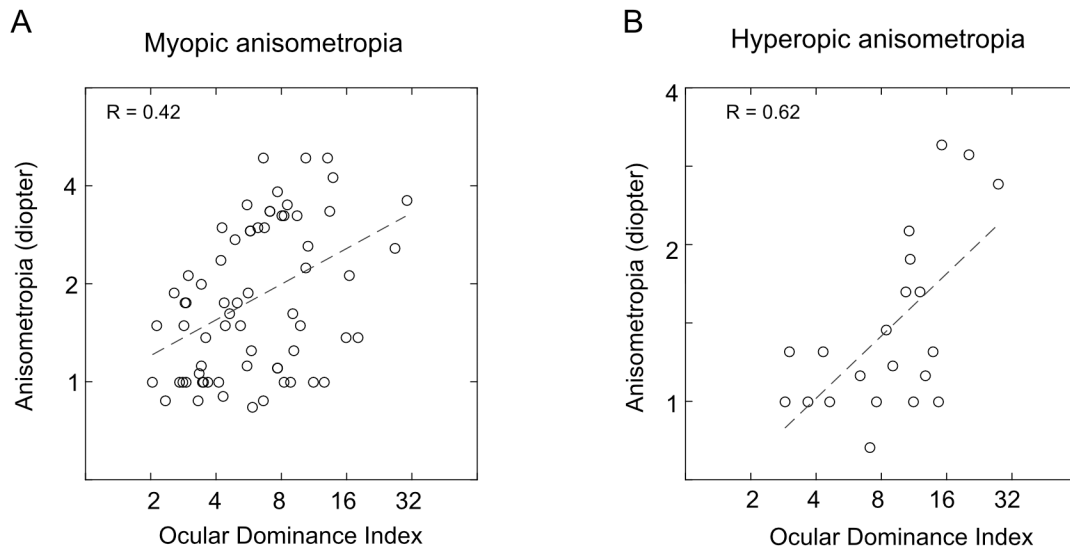 A
Myopic anisometropia
R = 0.42
Anisometropia (diopter)
4
2
1
2 4 8 16 32
Ocular Dominance Index
B
Hyperopic anisometropia
R = 0.62
Anisometropia (diopter)
4
2
1
2 4 8 16 32
Ocular Dominance Index